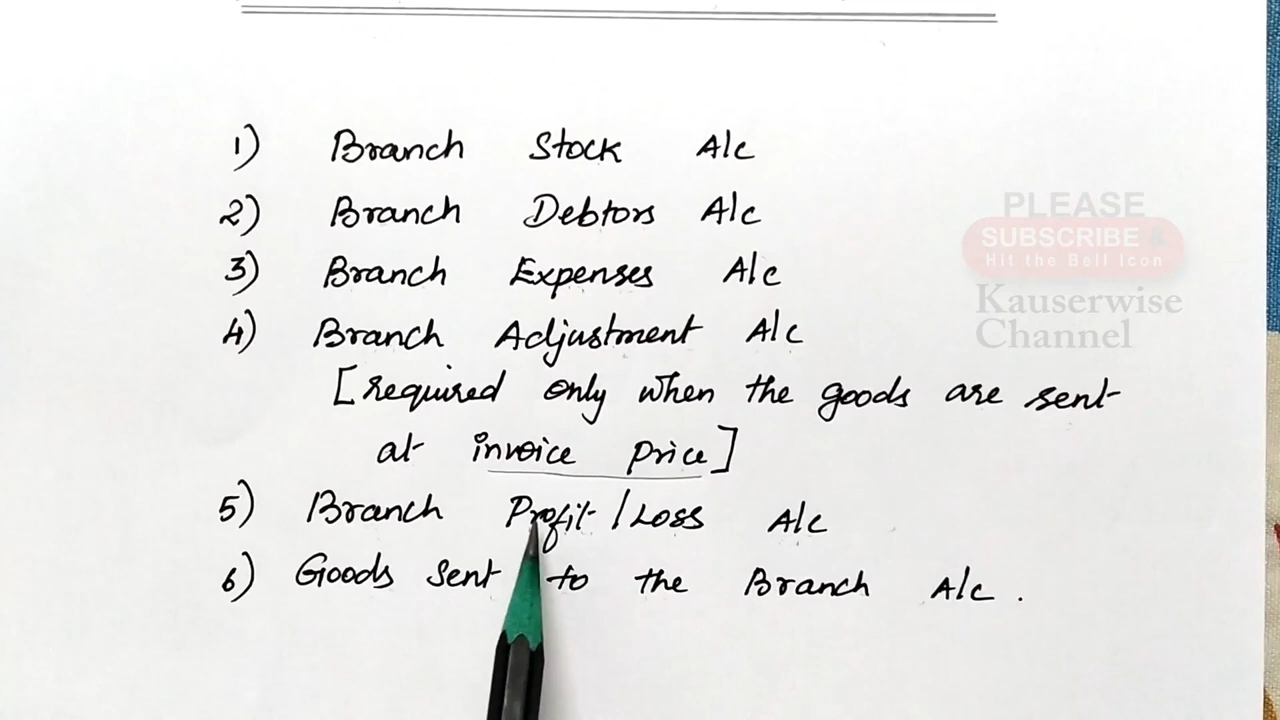 1) Branch Stock A/c
2) Branch Debtors A/c
3) Branch Expenses A/c
4) Branch Adjustment A/c
[required only when the goods are sent
at invoice price]
5) Branch Profit/Loss A/c
6) Goods sent to the Branch A/c.
PLEASE
SUBSCRIBE
Hit the Bell Icon
Kauserwise
Channel